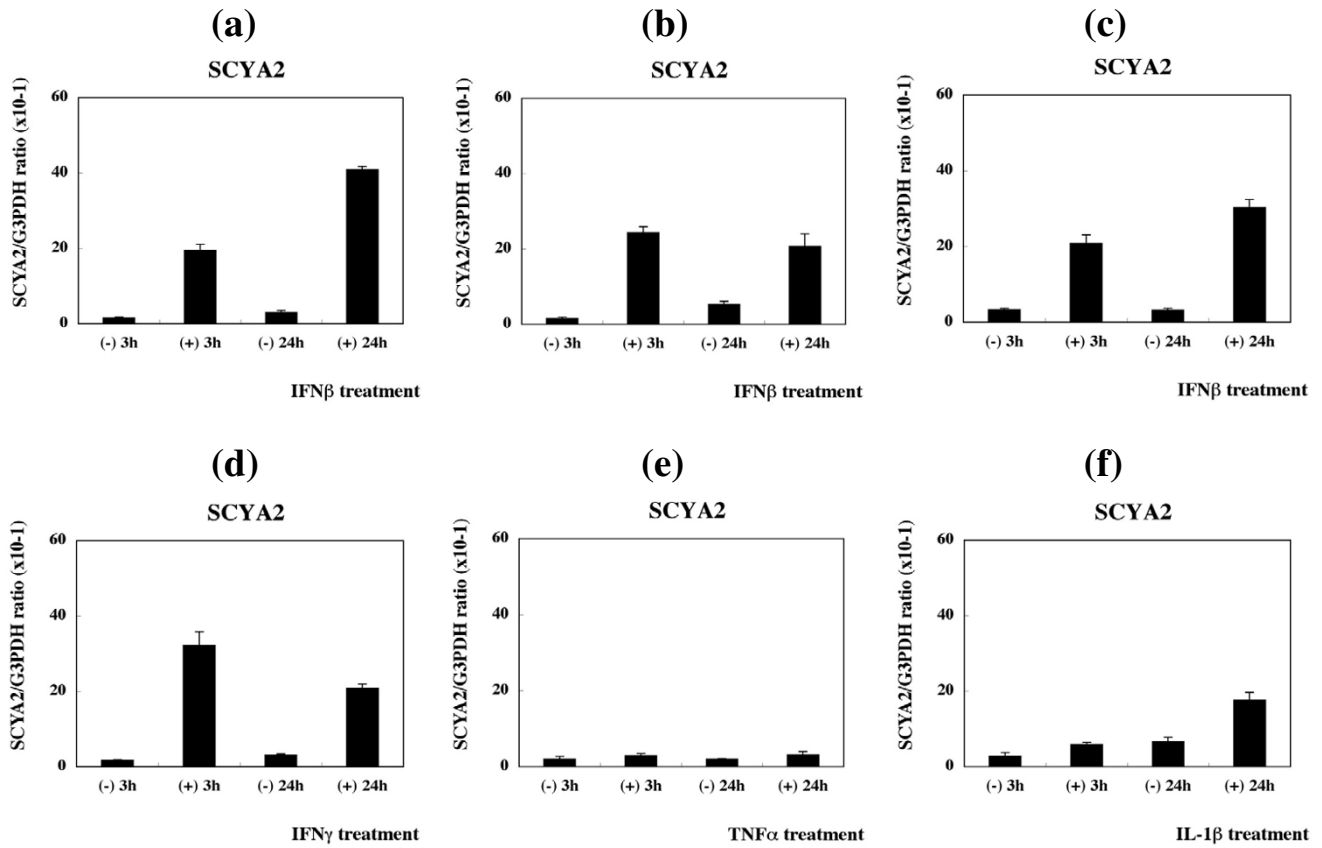 (a)
SCYA2
SCYA2/G3PDH ratio (x10-1)
60
40
20
0
(-) 3h (+) 3h (-) 24h (+) 24h
IFNβ treatment
(b)
SCYA2
SCYA2/G3PDH ratio (x10-1)
60
40
20
0
(-) 3h (+) 3h (-) 24h (+) 24h
IFNβ treatment
(c)
SCYA2
SCYA2/G3PDH ratio (x10-1)
60
40
20
0
(-) 3h (+) 3h (-) 24h (+) 24h
IFNβ treatment
(d)
SCYA2
SCYA2/G3PDH ratio (x10-1)
60
40
20
0
(-) 3h (+) 3h (-) 24h (+) 24h
IFNγ treatment
(e)
SCYA2
SCYA2/G3PDH ratio (x10-1)
60
40
20
0
(-) 3h (+) 3h (-) 24h (+) 24h
TNFα treatment
(f)
SCYA2
SCYA2/G3PDH ratio (x10-1)
60
40
20
0
(-) 3h (+) 3h (-) 24h (+) 24h
IL-1β treatment